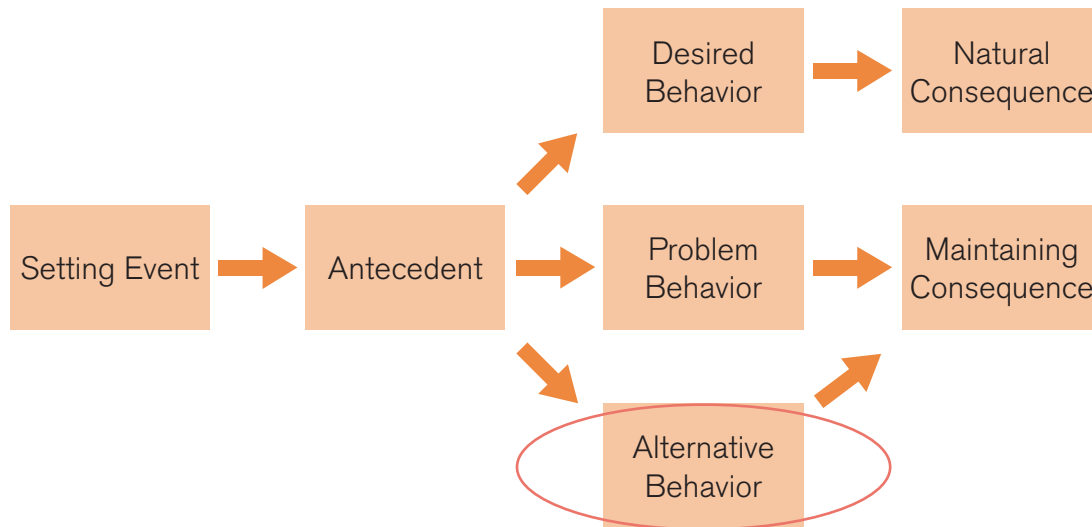 Desired
Behavior
Natural
Consequence
Setting Event
Antecedent
Problem
Behavior
Maintaining
Consequence
Alternative
Behavior